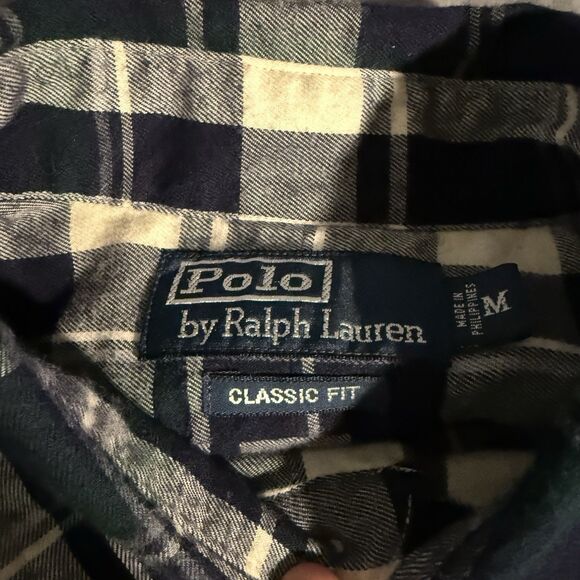 Polo
by Ralph Lauren
MADE IN
PHILIPPINES
M
CLASSIC FIT